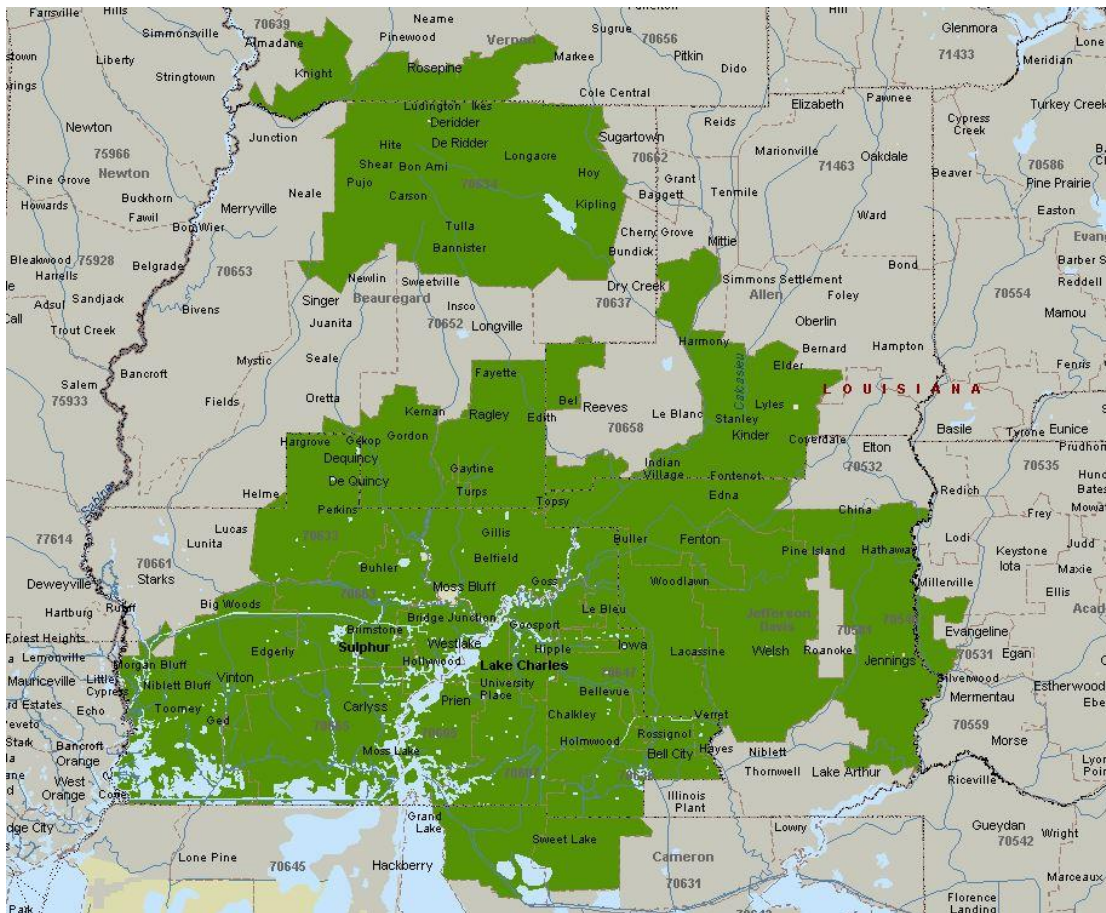 Farrsville
Hall
Neame
Fullerton
Hill
Simmonsville
70639
Pinewood
Sugrue
70656
Glenmora
Almadane
Vernon
Markee
Pitkin
71433
Liberty
Knight
Rosepine
Dido
Meridian
Stringtown
Cole Central
Elizabeth
Pawnee
Ludington
Ikes
Turkey Creek
Newton
Junction
Deridder
Reids
Cypress
Creek
Hite
De Ridder
Sugartown
Marionville
Oakdale
75966
Newton
Shear
Bon Ami
Longacre
70662
71463
70586
Pine Grove
Neale
Pujo
70634
Hoy
Grant
Beaver
Pine Prairie
Buckhorn
Carson
Kipling
Baggett
Tenmile
Howards
Fawil
Merryville
Ward
Easton
Bon Wier
Tulla
Cherry Grove
Mittie
Bleakwood
75928
Bannister
Bundick
Harrells
Belgrade
70653
Newlin
Sweetville
Dry Creek
Simmons Settlement
Bond
Reddell
Sandjack
Singer
Beauregard
Insco
70637
Allen
Foley
70554
Adsul
Bivens
Juanita
70652
Longville
Oberlin
Mamou
Trout Creek
Mystic
Seale
Harmony
Bernard
Hampton
Bancroft
Fayette
Elder
Fenris
Salem
Calcasieu
LOUISIANA
75933
Fields
Oretta
Bel
Reeves
Lyles
Kernan
Ragley
Edith
Le Blanc
Stanley
Basile
Eunice
Hargrove
Gordon
70658
Kinder
Tyrone
Dequincy
Coverdale
Elton
Gaytine
Indian
Village
Fontenot
70532
70535
De Quincy
Turps
Edna
Redich
Helme
Topsy
Sabine
Perkins
China
Frey
Lucas
Gillis
77614
Lunita
70633
Buller
Fenton
Lodi
Judd
Belfield
Pine Island
Keystone
70661
Iota
Deweyville
Starks
Buhler
Goss
Woodlawn
Millerville
Maxie
Moss Bluff
Hartburg
Ruliff
Big Woods
Le Bleu
Jefferson
Davis
Ellis
Bridge Junction
Goosport
Forest Heights
Brimstone
Evangeline
Lemonville
Edgerly
Sulphur
Westlake
Hipple
Iowa
Roanoke
70531
Egan
Morgan Bluff
Hollywood
Lake Charles
Lacassine
Welsh
Jennings
Mauriceville
Little
Cypress
Niblett Bluff
Vinton
University
Place
Silverwood
Echo
Prien
Bellevue
Mermentau
Estherwood
Toomey
Carlyss
Ged
Chalkley
Verret
70559
Stark
Rossignol
Bancroft
Orange
Moss Lake
Holmwood
Bell City
Hayes
Niblett
Morse
West
Orange
Thornwell
Lake Arthur
Illinois
Plant
Riceville
Grand
Lake
Lowry
Gueydan
Sweet Lake
70542
Wright
Lone Pine
Hackberry
Cameron
70645
70631
Marceaux
Florence
Landing
Park